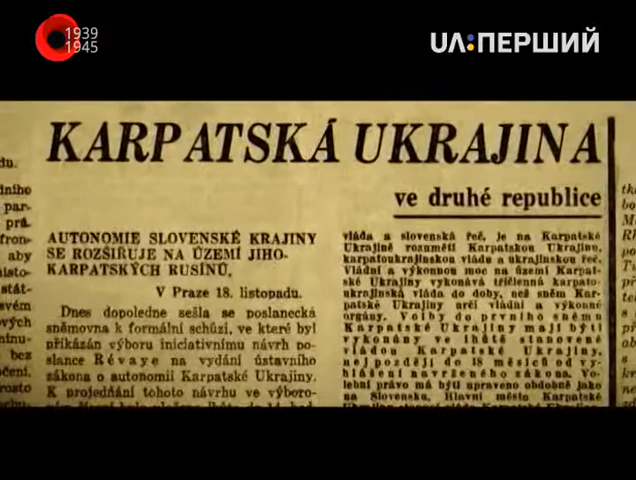 1939
1945
UA:ПЕРШИЙ
KARPATSKÁ UKRAJINA
ve druhé republice
AUTONOMIE SLOVENSKÉ KRAJINY
SE ROZŠIŘUJE NA ÚZEMÍ JIHO-
KARPATSKÝCH RUSÍNŮ.
V Praze 18. listopadu.
Dnes dopoledne sešla se poslanecká
sněmovna k formální schůzi, ve které byl
přikázán výboru iniciativnímu návrh po-
slance Révaye na vydání ústavního
zákona o autonomii Karpatské Ukrajiny.
K projednání tohoto návrhu ve výboro-
vláda a slovenská řeč, je na Karpatské
Ukrajině rozuměti Karpatskou Ukrajinu,
karpatoukrajinskou vládu a ukrajinskou řeč.
Vládní a výkonnou moc na území Karpat-
ské Ukrajiny vykonává tříčlenná karpato-
ukrajinská vláda do doby, než sněm Kar-
patské Ukrajiny zřídí vládní a výkonné
orgány. Volby do prvního sněmu
Karpatské Ukrajiny mají býti
vykonány ve lhůtě stanovené
vládou Karpatské Ukrajiny,
nejpozději do 18 měsíců od vy-
hlášení navrženého zákona. Vo-
lební právo má býti upraveno obdobně jako
na Slovensku. Hlavní město Karpatské